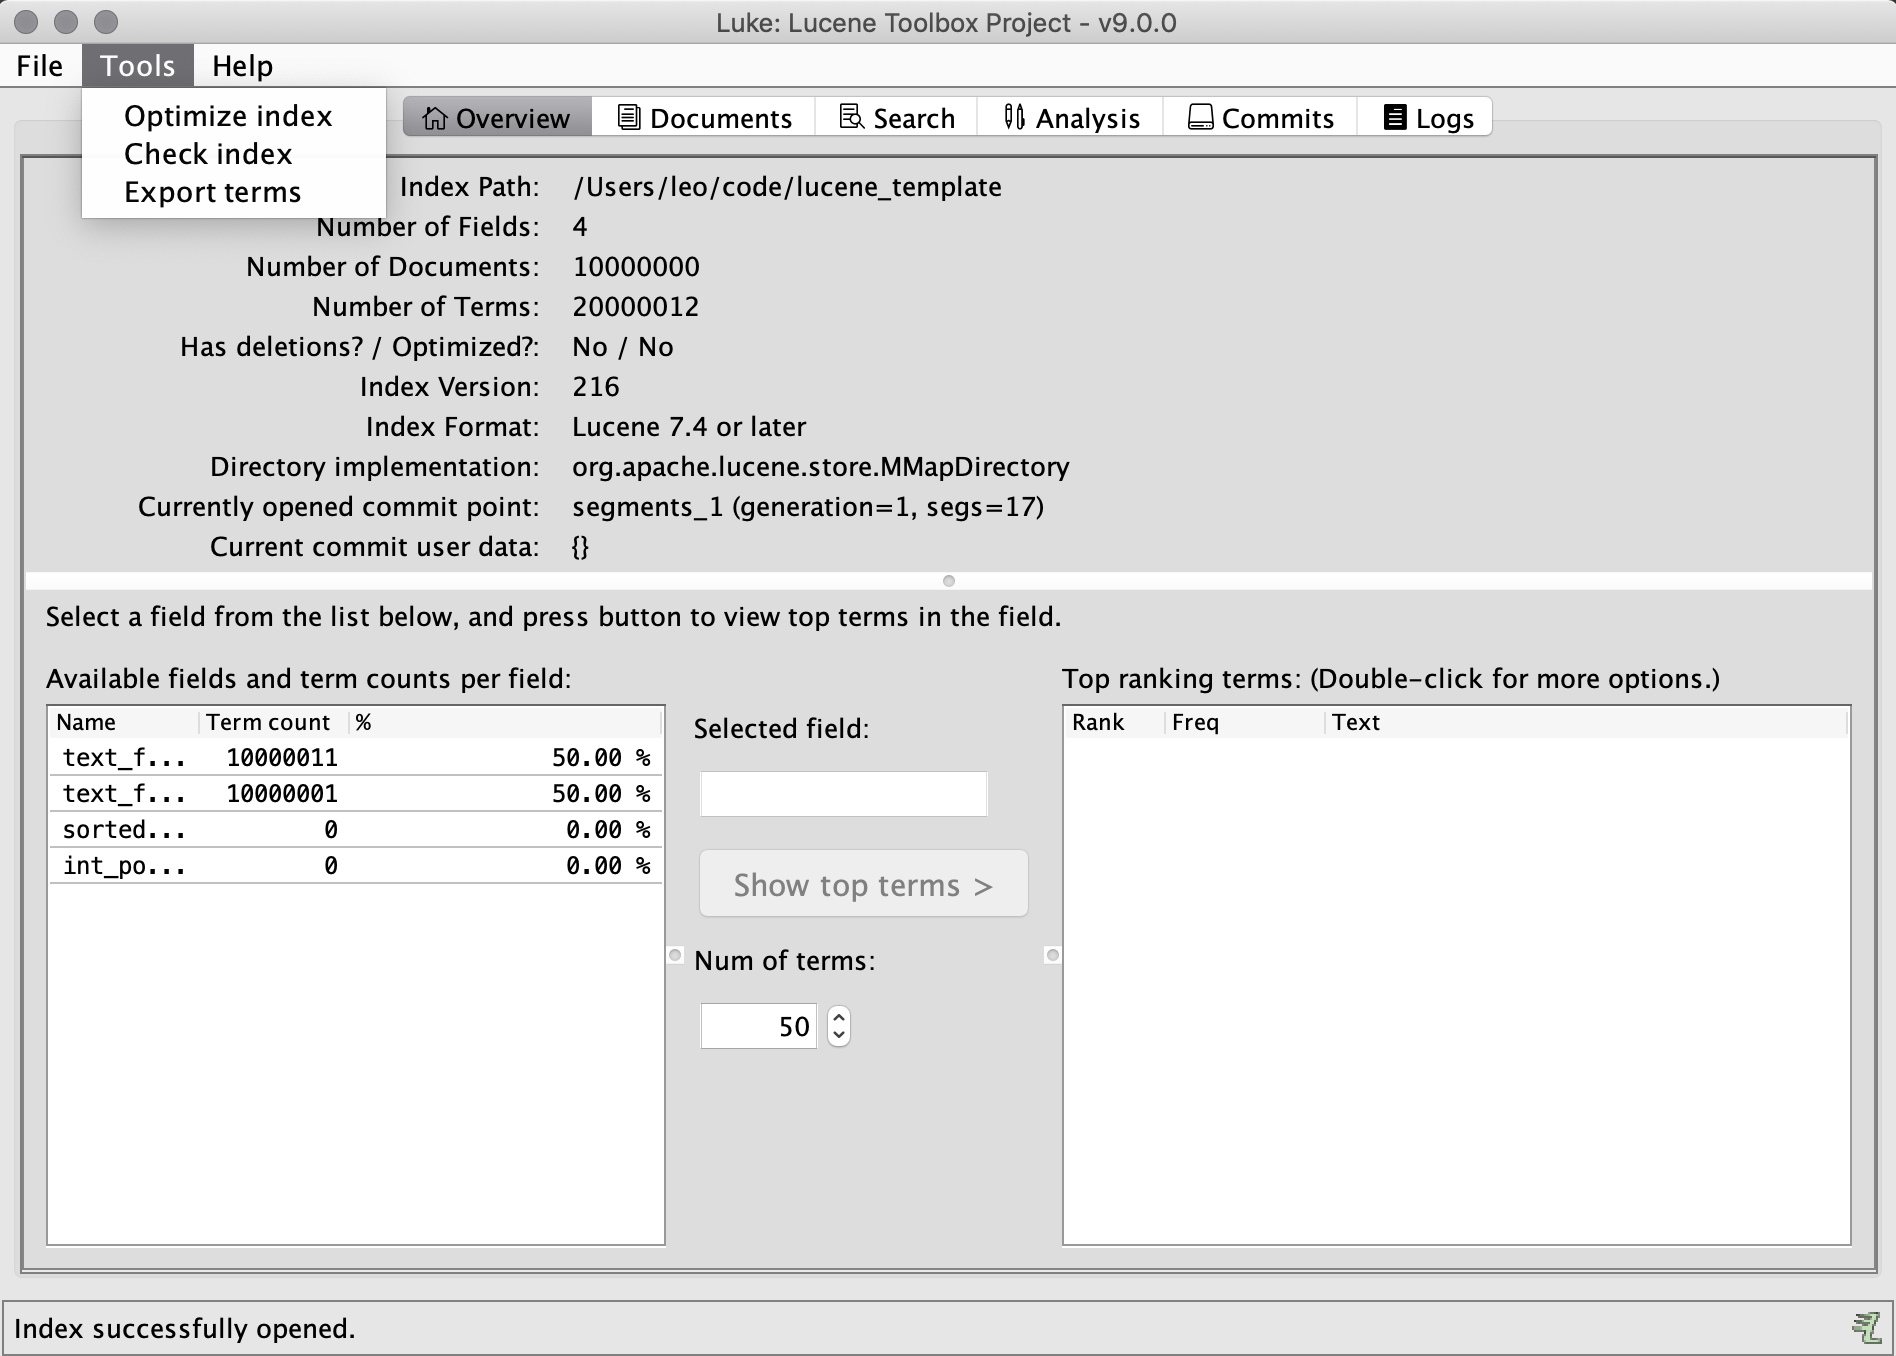 Luke: Lucene Toolbox Project - v9.0.0
File Tools Help
Optimize index
Check index
Export terms
Overview Documents Search Analysis Commits Logs
Index Path: /Users/leo/code/lucene_template
Number of Fields: 4
Number of Documents: 10000000
Number of Terms: 20000012
Has deletions? / Optimized?: No / No
Index Version: 216
Index Format: Lucene 7.4 or later
Directory implementation: org.apache.lucene.store.MMapDirectory
Currently opened commit point: segments_1 (generation=1, segs=17)
Current commit user data: {}
Select a field from the list below, and press button to view top terms in the field.
Available fields and term counts per field:
Name Term count %
text_f... 10000011 50.00 %
text_f... 10000001 50.00 %
sorted... 0 0.00 %
int_po... 0 0.00 %
Selected field:
Show top terms >
Num of terms:
50
Top ranking terms: (Double-click for more options.)
Rank Freq Text
Index successfully opened.